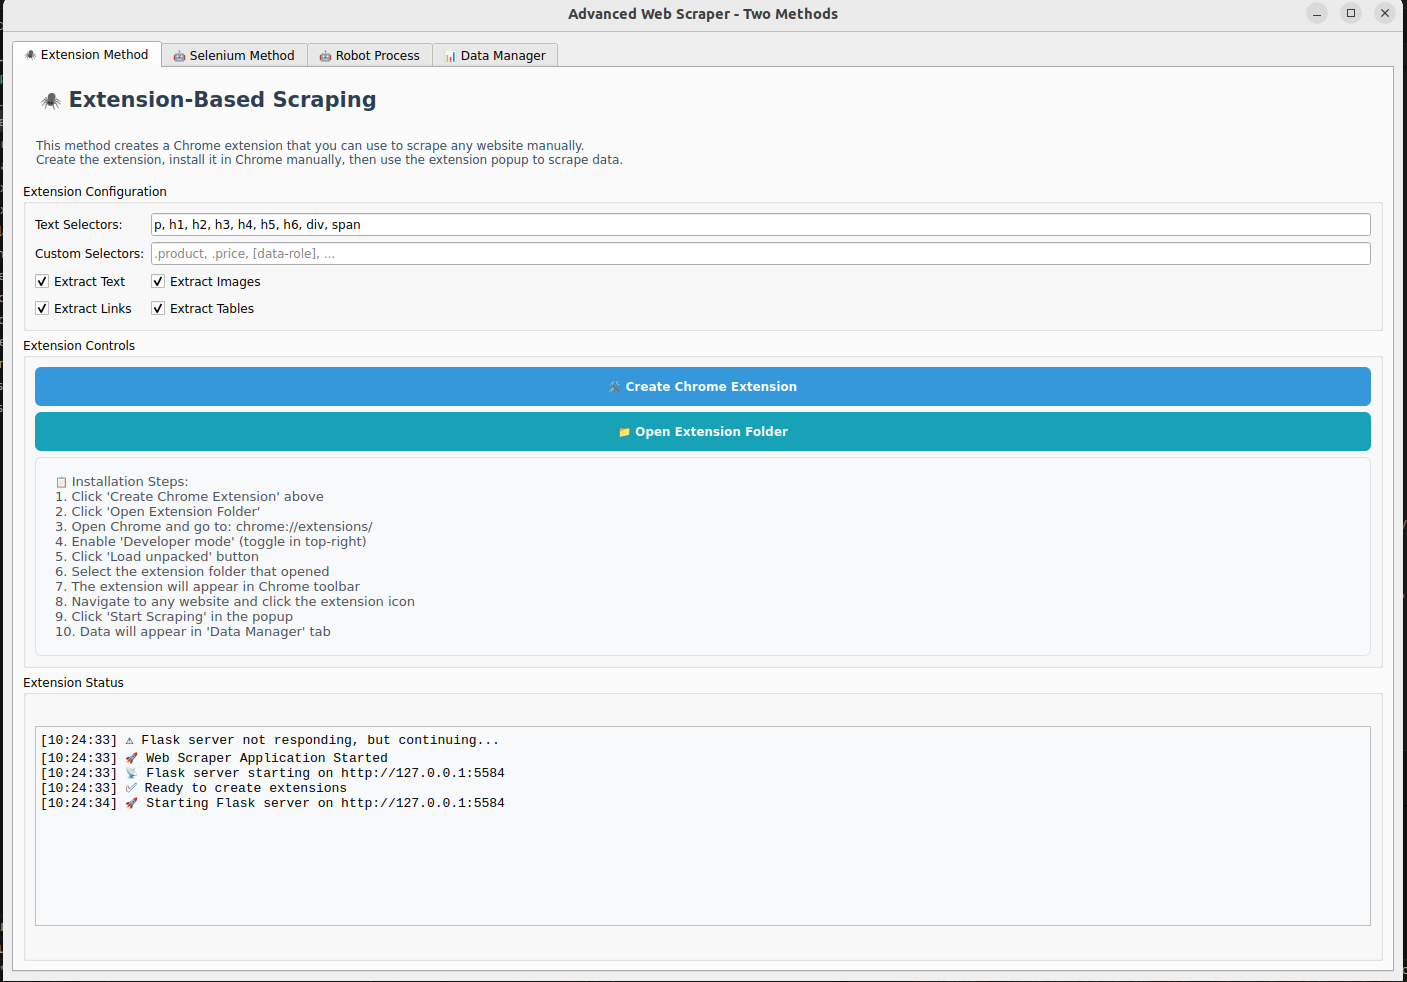 Advanced Web Scraper - Two Methods
Extension Method
Selenium Method
Robot Process
Data Manager
Extension-Based Scraping
This method creates a Chrome extension that you can use to scrape any website manually.
Create the extension, install it in Chrome manually, then use the extension popup to scrape data.
Extension Configuration
Text Selectors: p, h1, h2, h3, h4, h5, h6, div, span
Custom Selectors: .product, .price, [data-role], ...
Extract Text Extract Images
Extract Links Extract Tables
Extension Controls
Create Chrome Extension
Open Extension Folder
Installation Steps:
1. Click 'Create Chrome Extension' above
2. Click 'Open Extension Folder'
3. Open Chrome and go to: chrome://extensions/
4. Enable 'Developer mode' (toggle in top-right)
5. Click 'Load unpacked' button
6. Select the extension folder that opened
7. The extension will appear in Chrome toolbar
8. Navigate to any website and click the extension icon
9. Click 'Start Scraping' in the popup
10. Data will appear in 'Data Manager' tab
Extension Status
[10:24:33] ⚠ Flask server not responding, but continuing...
[10:24:33] 🚀 Web Scraper Application Started
[10:24:33] 📡 Flask server starting on http://127.0.0.1:5584
[10:24:33] ✅ Ready to create extensions
[10:24:34] 🚀 Starting Flask server on http://127.0.0.1:5584